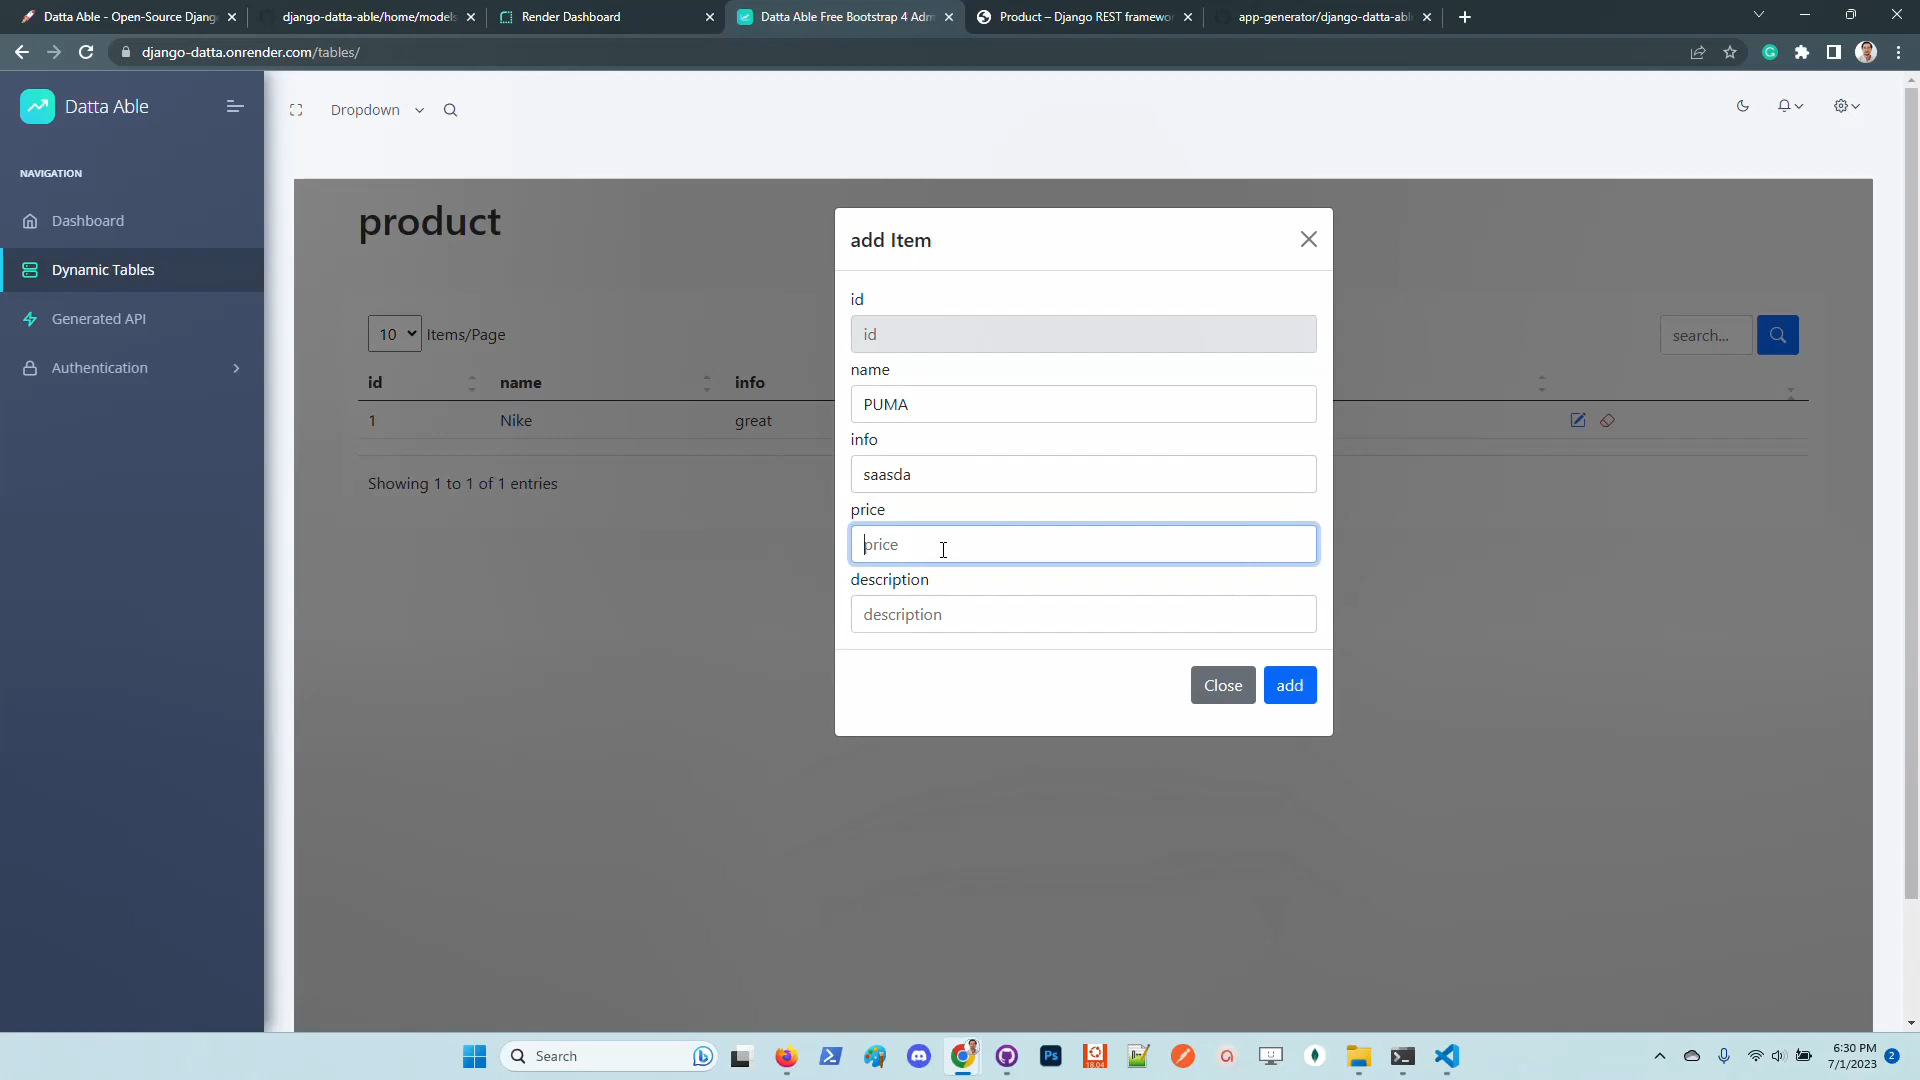 Datta Able - Open-Source Djang
django-datta-able/home/models
Render Dashboard
Datta Able Free Bootstrap 4 Adm
Product – Django REST framewo
app-generator/django-datta-abl
django-datta.onrender.com/tables/
Datta Able
Dropdown
NAVIGATION
Dashboard
Dynamic Tables
Generated API
Authentication
product
10 Items/Page
search...
id name info
1 Nike great
Showing 1 to 1 of 1 entries
add Item
id
id
name
PUMA
info
saasda
price
price
description
description
Close add
Search
Ps
18.04
6:30 PM
7/1/2023
2